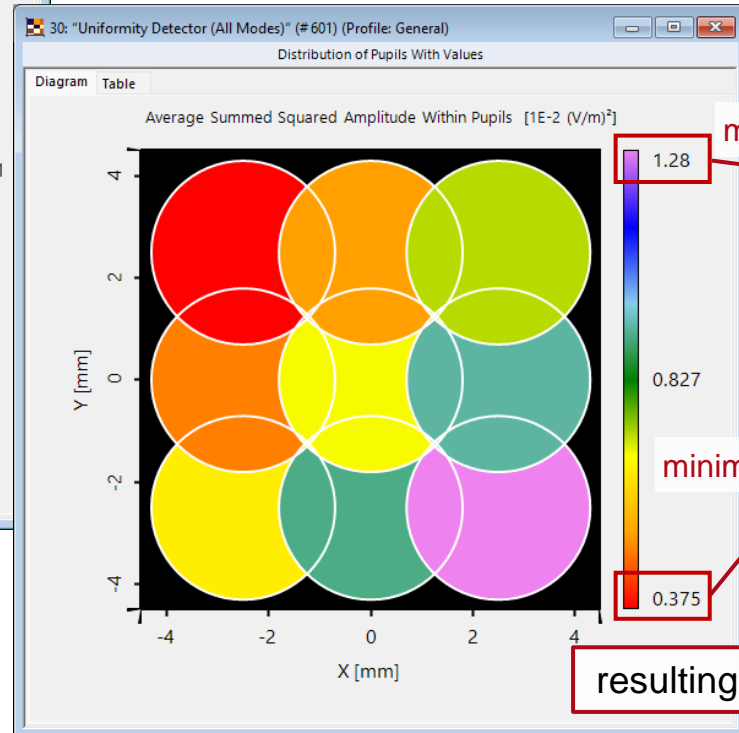 30: "Uniformity Detector (All Modes)" (# 601) (Profile: General)
Distribution of Pupils With Values
Diagram Table
Average Summed Squared Amplitude Within Pupils [1E-2 (V/m)²]
1.28
0.827
0.375
4
2
0
-2
-4
Y [mm]
-4 -2 0 2 4
X [mm]
resulting